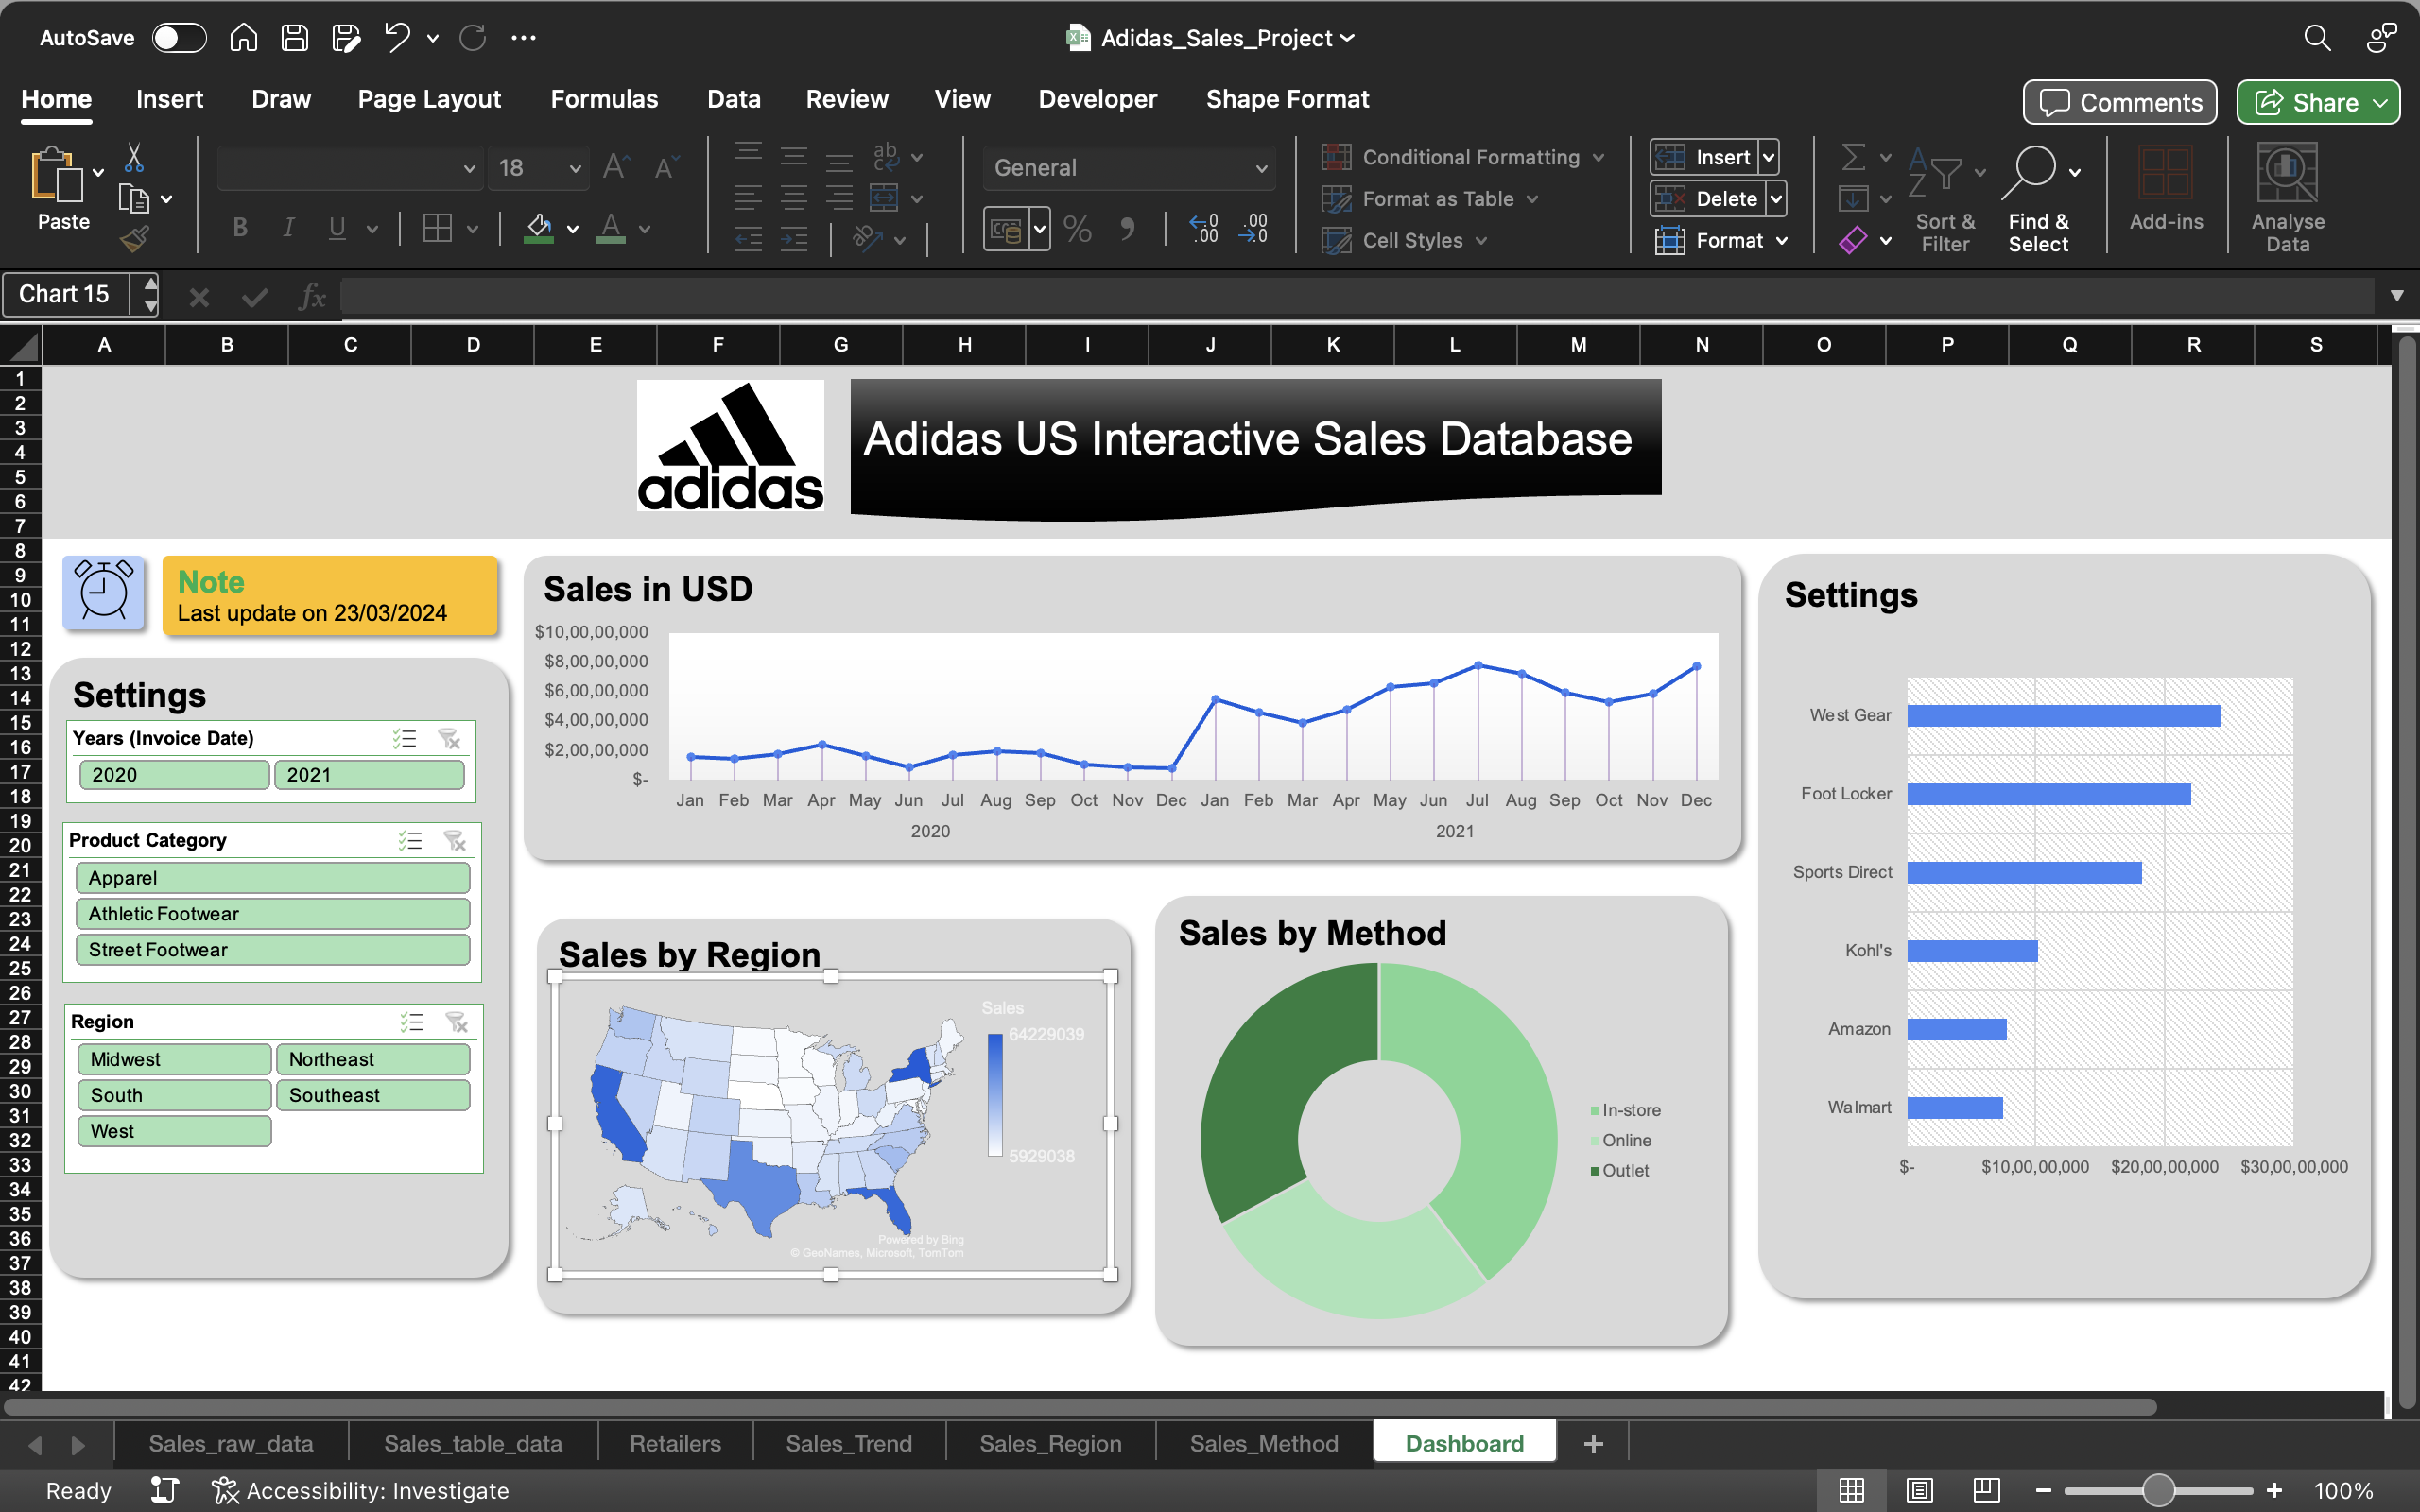 AutoSave
Adidas_Sales_Project
Home Insert Draw Page Layout Formulas Data Review View Developer Shape Format
Comments Share
Paste
18
General
Conditional Formatting
Format as Table
Cell Styles
Insert
Delete
Format
Sort & Filter
Find & Select
Add-ins
Analyse Data
Chart 15
fx
A B C D E F G H I J K L M N O P Q R S
1
2
3
4
5
6
7
8
9
10
11
12
13
14
15
16
17
18
19
20
21
22
23
24
25
26
27
28
29
30
31
32
33
34
35
36
37
38
39
40
41
42
adidas
Adidas US Interactive Sales Database
Note
Last update on 23/03/2024
Settings
Years (Invoice Date)
2020 2021
Product Category
Apparel
Athletic Footwear
Street Footwear
Region
Midwest Northeast
South Southeast
West
Sales in USD
$10,00,00,000
$8,00,00,000
$6,00,00,000
$4,00,00,000
$2,00,00,000
$-
Jan Feb Mar Apr May Jun Jul Aug Sep Oct Nov Dec Jan Feb Mar Apr May Jun Jul Aug Sep Oct Nov Dec
2020 2021
Sales by Region
Sales
64229039
5929038
Powered by Bing
© GeoNames, Microsoft, TomTom
Sales by Method
In-store
Online
Outlet
Settings
West Gear
Foot Locker
Sports Direct
Kohl's
Amazon
Walmart
$- $10,00,00,000 $20,00,00,000 $30,00,00,000
Sales_raw_data Sales_table_data Retailers Sales_Trend Sales_Region Sales_Method Dashboard
Ready Accessibility: Investigate 100%